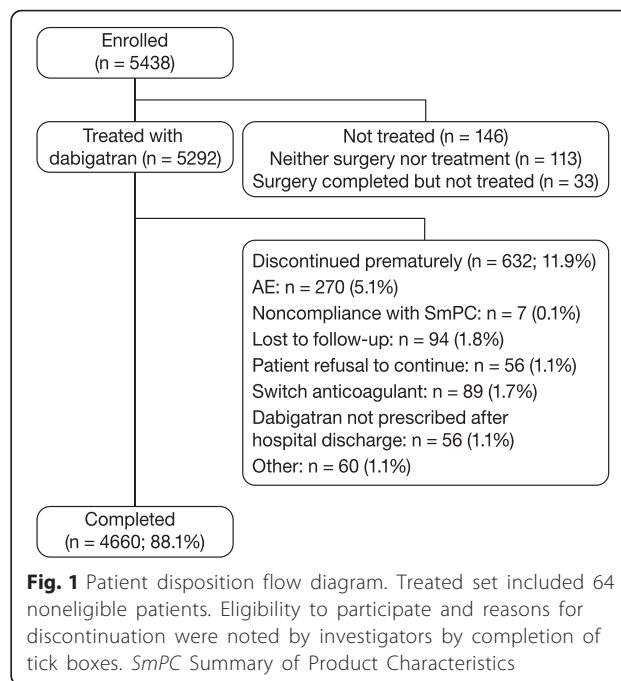 Enrolled
(n = 5438)
Treated with
dabigatran (n = 5292)
Not treated (n = 146)
Neither surgery nor treatment (n = 113)
Surgery completed but not treated (n = 33)
Discontinued prematurely (n = 632; 11.9%)
AE: n = 270 (5.1%)
Noncompliance with SmPC: n = 7 (0.1%)
Lost to follow-up: n = 94 (1.8%)
Patient refusal to continue: n = 56 (1.1%)
Switch anticoagulant: n = 89 (1.7%)
Dabigatran not prescribed after
hospital discharge: n = 56 (1.1%)
Other: n = 60 (1.1%)
Completed
(n = 4660; 88.1%)
Fig. 1 Patient disposition flow diagram. Treated set included 64
noneligible patients. Eligibility to participate and reasons for
discontinuation were noted by investigators by completion of
tick boxes. SmPC Summary of Product Characteristics